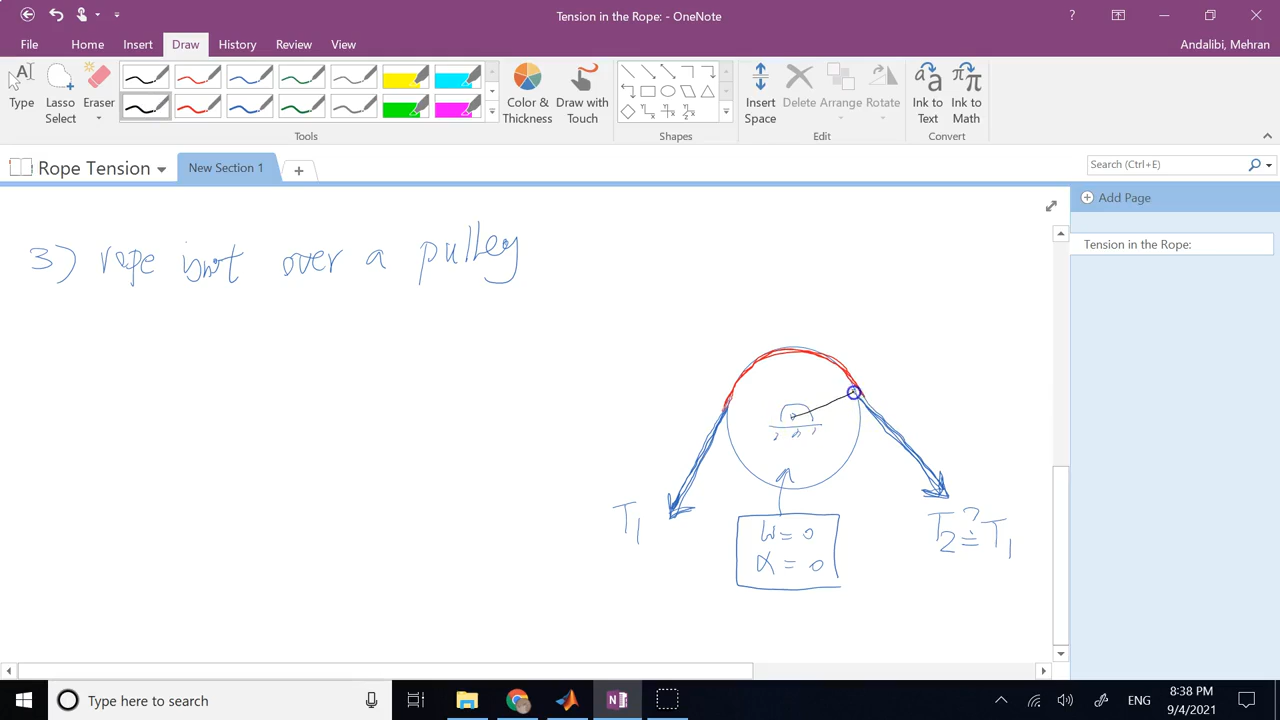 Tension in the Rope: - OneNote
?
File Home Insert Draw History Review View
Andalibi, Mehran
Type
Lasso Select
Eraser
Color & Thickness
Draw with Touch
Insert Space
Delete
Arrange
Rotate
Ink to Text
Ink to Math
Tools
Shapes
Edit
Convert
Rope Tension
New Section 1
Search (Ctrl+E)
Add Page
Tension in the Rope:
3) rope isn't over a pulley
T1
W = 0
α = 0
T2 ?= T1
Type here to search
ENG
8:38 PM
9/4/2021